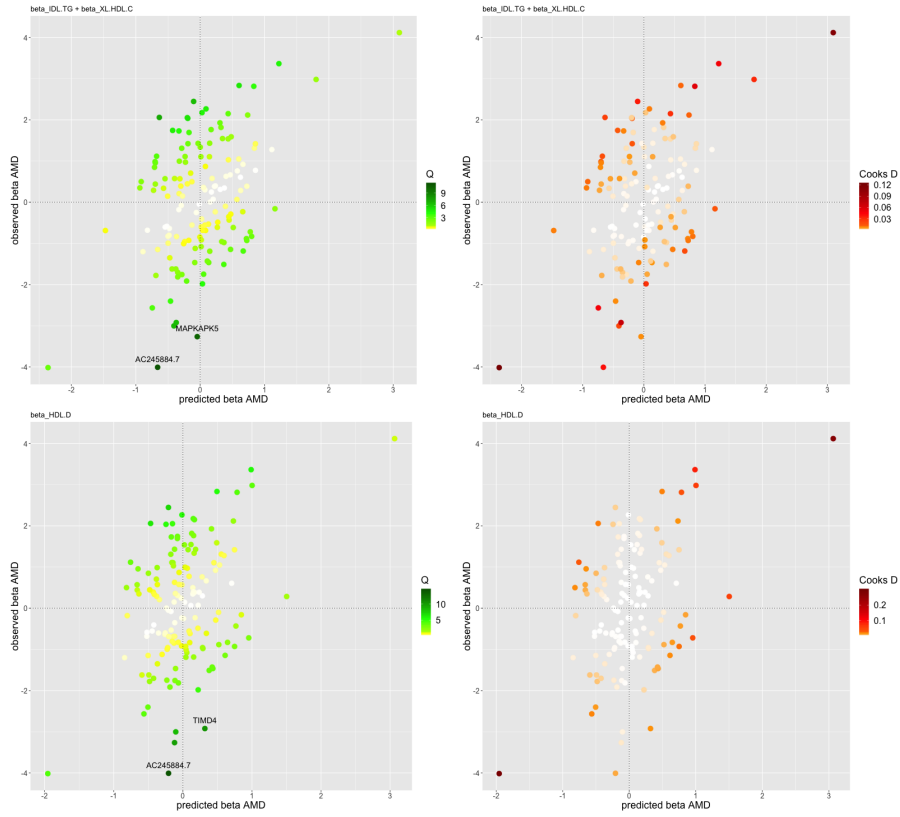 beta_IDL.TG + beta_XL.HDL.C
4
2
0
-2
-4
observed beta AMD
MAPKAPK5
AC245884.7
-2
-1
0
1
2
3
predicted beta AMD
Q
9
6
3
beta_IDL.TG + beta_XL.HDL.C
4
2
0
-2
-4
observed beta AMD
-2
-1
0
1
2
3
predicted beta AMD
Cooks D
0.12
0.09
0.06
0.03
beta_HDL.D
4
2
0
-2
-4
observed beta AMD
TIMD4
AC245884.7
-2
-1
0
1
2
3
predicted beta AMD
Q
10
5
beta_HDL.D
4
2
0
-2
-4
observed beta AMD
-2
-1
0
1
2
3
predicted beta AMD
Cooks D
0.2
0.1